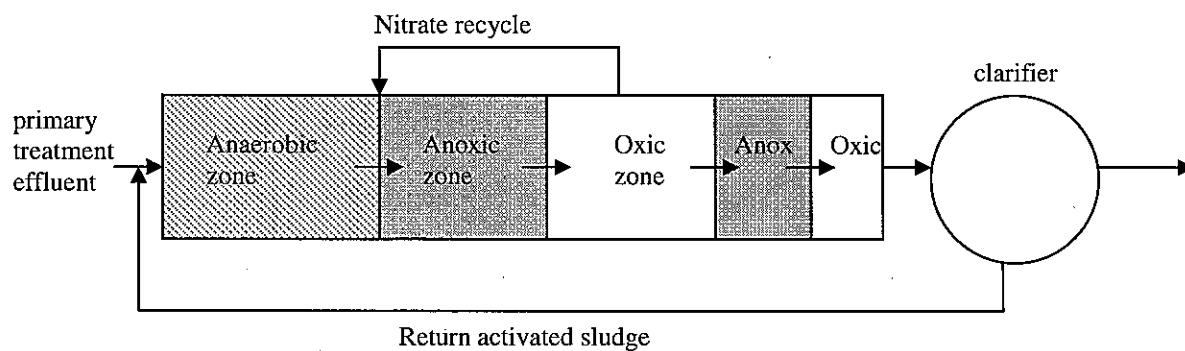 Nitrate recycle
clarifier
primary
treatment
effluent
Anaerobic
zone
Anoxic
zone
Oxic
zone
Anox
Oxic
Return activated sludge